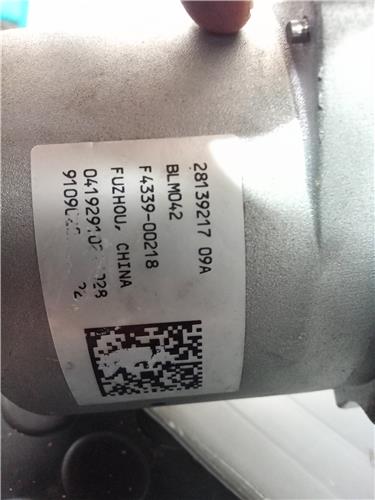 28139217 09A
BLM042
F4339-00218
FUZHOU, CHINA